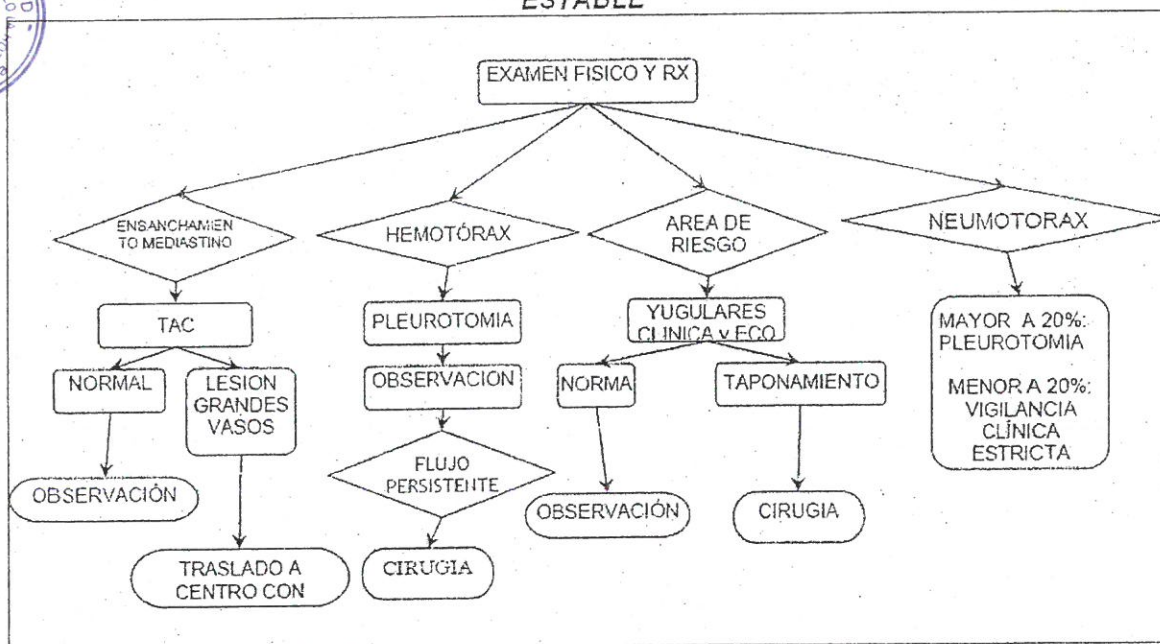 ESTABLE
EXAMEN FISICO Y RX
ENSANCHAMIEN
TO MEDIASTINO
HEMOTÓRAX
AREA DE
RIESGO
NEUMOTORAX
TAC
PLEUROTOMIA
YUGULARES
CLINICA y ECO
MAYOR A 20%:
PLEUROTOMIA
MENOR A 20%:
VIGILANCIA
CLÍNICA
ESTRICTA
NORMAL
LESION
GRANDES
VASOS
OBSERVACION
NORMA
TAPONAMIENTO
OBSERVACIÓN
FLUJO
PERSISTENTE
OBSERVACIÓN
CIRUGIA
TRASLADO A
CENTRO CON
CIRUGIA